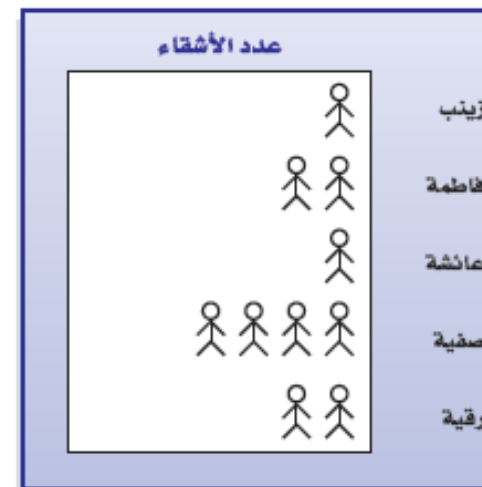 عدد الأشقاء
زينب
فاطمة
عائشة
صفية
رقية